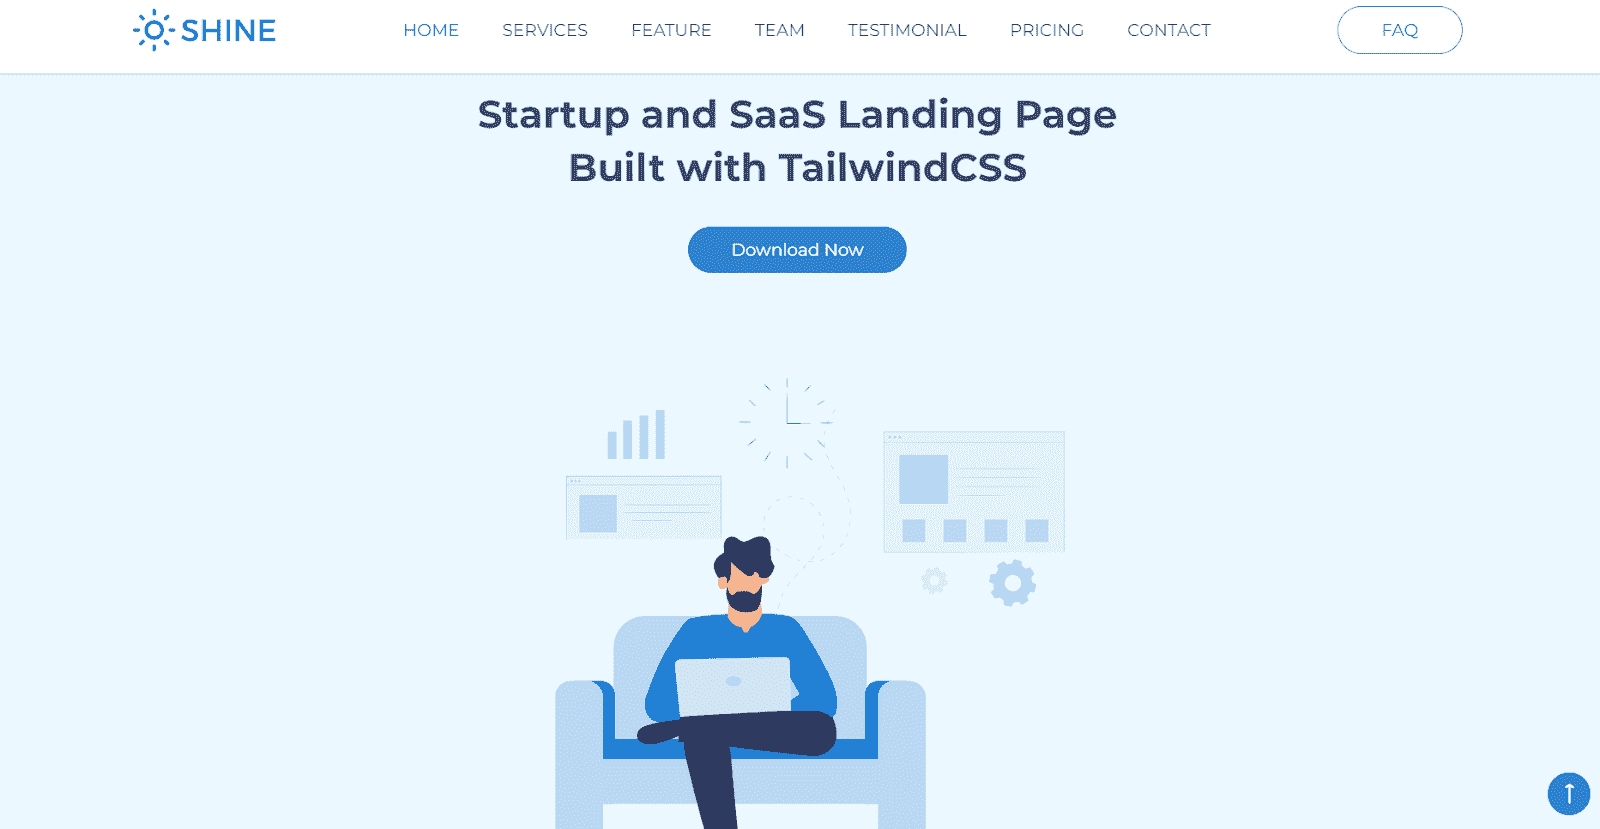 SHINE
HOME SERVICES FEATURE TEAM TESTIMONIAL PRICING CONTACT FAQ
Startup and SaaS Landing Page
Built with TailwindCSS
Download Now